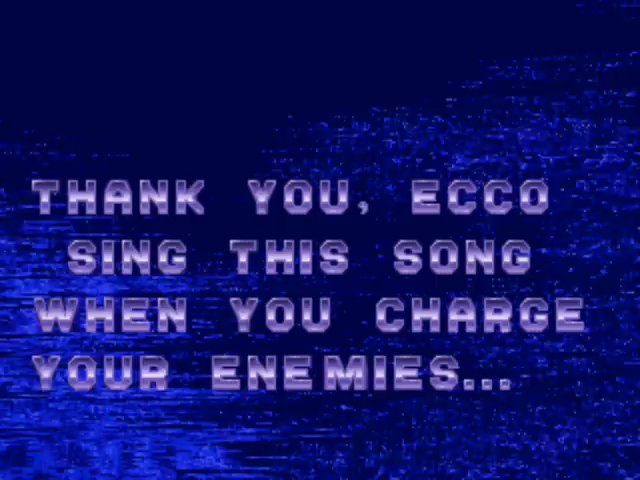 THANK YOU, ECCO
SING THIS SONG
WHEN YOU CHARGE
YOUR ENEMIES...